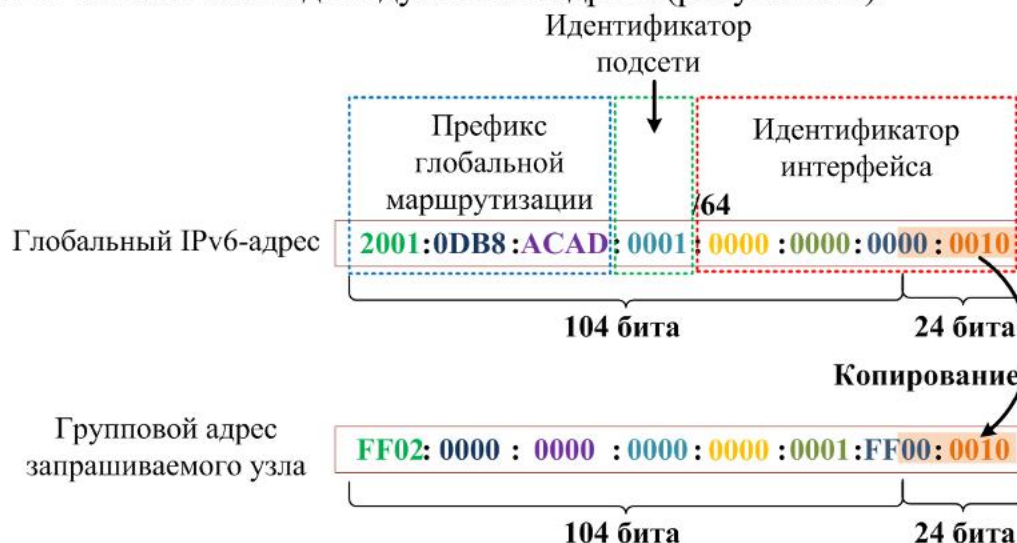 Идентификатор
подсети
Префикс
глобальной
маршрутизации
Идентификатор
интерфейса
/64
Глобальный IPv6-адрес
2001:0DB8:ACAD:0001:0000:0000:0000:0010
104 бита
24 бита
Копирование
Групповой адрес
запрашиваемого узла
FF02:0000:0000:0000:0000:0001:FF00:0010
104 бита
24 бита